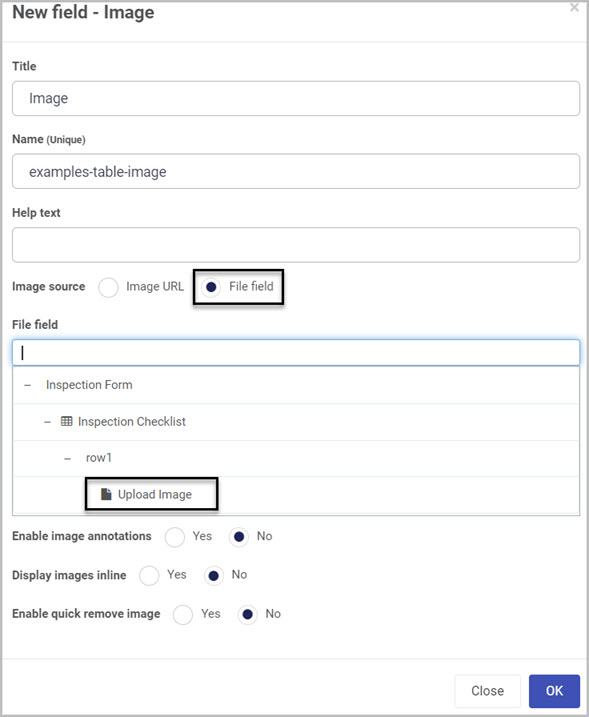 New field - Image
×
Title
Image
Name (Unique)
examples-table-image
Help text
Image source Image URL File field
File field
– Inspection Form
– Inspection Checklist
– row1
Upload Image
Enable image annotations Yes No
Display images inline Yes No
Enable quick remove image Yes No
Close OK